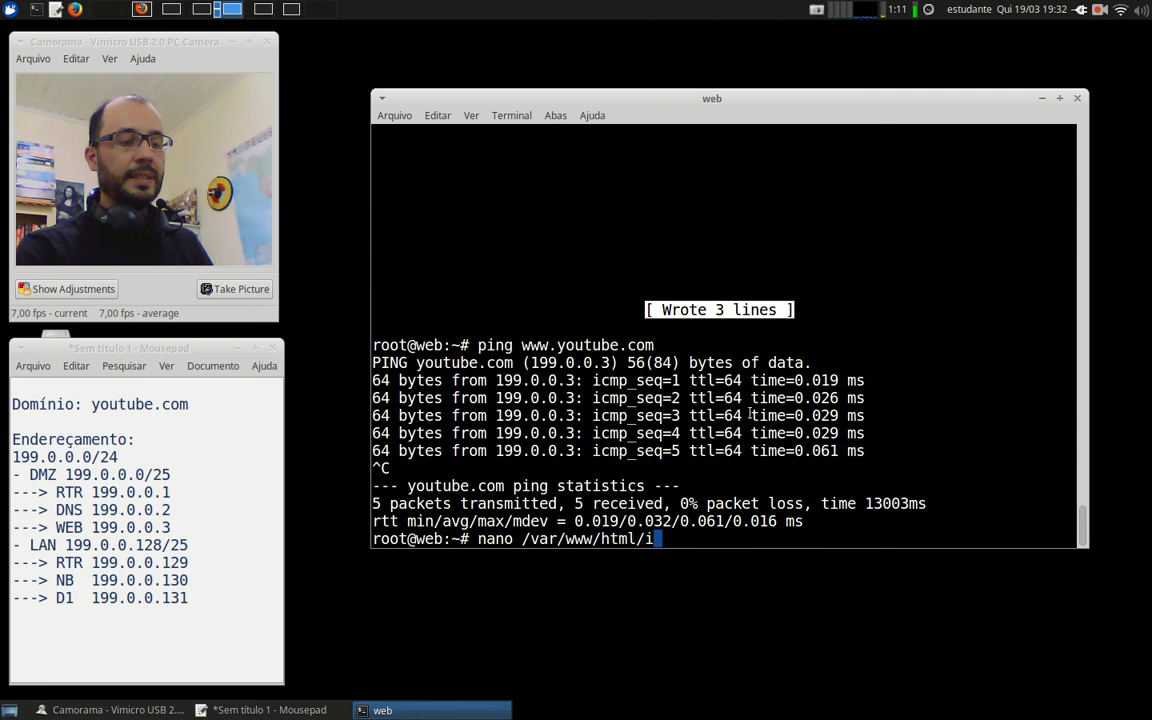 1:11
estudante Qui 19/03 19:32
Camorama - Vimicro USB 2.0 PC Camera
Arquivo Editar Ver Ajuda
Show Adjustments
Take Picture
7,00 fps - current 7,00 fps - average
*Sem título 1 - Mousepad
Arquivo Editar Pesquisar Ver Documento Ajuda
Domínio: youtube.com
Endereçamento:
199.0.0.0/24
- DMZ 199.0.0.0/25
---> RTR 199.0.0.1
---> DNS 199.0.0.2
---> WEB 199.0.0.3
- LAN 199.0.0.128/25
---> RTR 199.0.0.129
---> NB 199.0.0.130
---> D1 199.0.0.131
web
Arquivo Editar Ver Terminal Abas Ajuda
[ Wrote 3 lines ]
root@web:~# ping www.youtube.com
PING youtube.com (199.0.0.3) 56(84) bytes of data.
64 bytes from 199.0.0.3: icmp_seq=1 ttl=64 time=0.019 ms
64 bytes from 199.0.0.3: icmp_seq=2 ttl=64 time=0.026 ms
64 bytes from 199.0.0.3: icmp_seq=3 ttl=64 time=0.029 ms
64 bytes from 199.0.0.3: icmp_seq=4 ttl=64 time=0.029 ms
64 bytes from 199.0.0.3: icmp_seq=5 ttl=64 time=0.061 ms
^C
--- youtube.com ping statistics ---
5 packets transmitted, 5 received, 0% packet loss, time 13003ms
rtt min/avg/max/mdev = 0.019/0.032/0.061/0.016 ms
root@web:~# nano /var/www/html/i
Camorama - Vimicro USB 2....
*Sem título 1 - Mousepad
web